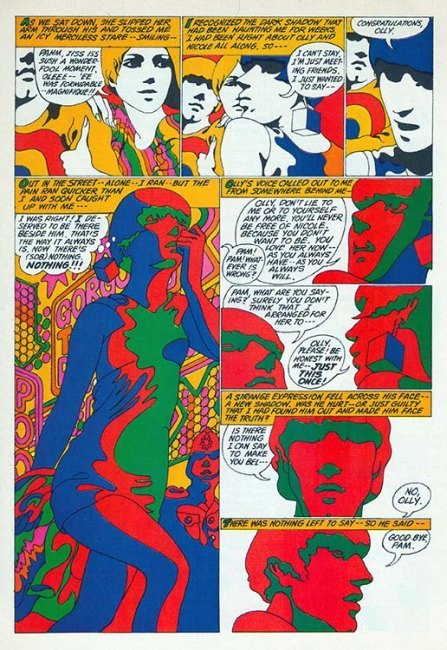 AS WE SAT DOWN, SHE SLIPPED HER
ARM THROUGH HIS AND TOSSED ME
AN ICY MERCILESS STARE--SMILING--
PAHM, ZISS ISS
SUSH A WONDER-
FOOL MOMENT,
OLEEE--'EE
WAS FORMIDABLE
MAGNIFIQUE!!
I RECOGNIZED THE DARK SHADOW THAT
HAD BEEN HAUNTING ME FOR WEEKS.
I HAD BEEN RIGHT ABOUT OLLY AND
NICOLE ALL ALONG, SO---
I CAN'T STAY.
I'M JUST MEET-
ING FRIENDS,
I JUST WANTED
TO SAY--
CONGRATULATIONS,
OLLY.
OUT IN THE STREET--ALONE--I RAN--BUT THE
PAIN RAN QUICKER THAN
I AND SOON CAUGHT
UP WITH ME---
I WAS RIGHT! I DE-
SERVED TO BE THERE
BESIDE HIM. THAT'S
THE WAY IT ALWAYS
IS, NOW THERE'S
(SOB) NOTHING.
NOTHING!!!
GORGO
OLLY'S VOICE CALLED OUT TO ME
FROM SOMEWHERE BEHIND ME--
PAM!
PAM! WHAT-
EVER IS
WRONG?
OLLY, DON'T LIE TO
ME OR TO YOURSELF
ANY MORE. YOU'LL NEVER
BE FREE OF NICOLE,
BECAUSE YOU DON'T
WANT TO BE. YOU
LOVE HER NOW--
AS YOU ALWAYS
HAVE--AS YOU
ALWAYS
WILL.
PAM, WHAT ARE YOU SAY-
ING? SURELY YOU DON'T
THINK THAT I
ARRANGED FOR
HER TO---
OLLY,
PLEASE! BE
HONEST WITH
ME--JUST
THIS
ONCE!
A STRANGE EXPRESSION FELL ACROSS HIS FACE--
A NEW SHADOW. WAS HE HURT--OR JUST GUILTY
THAT I HAD FOUND HIM OUT AND MADE HIM FACE
THE TRUTH?
IS THERE
NOTHING
I CAN SAY
TO MAKE
YOU BEL---
NO,
OLLY.
THERE WAS NOTHING LEFT TO SAY--SO HE SAID--
GOOD BYE,
PAM.